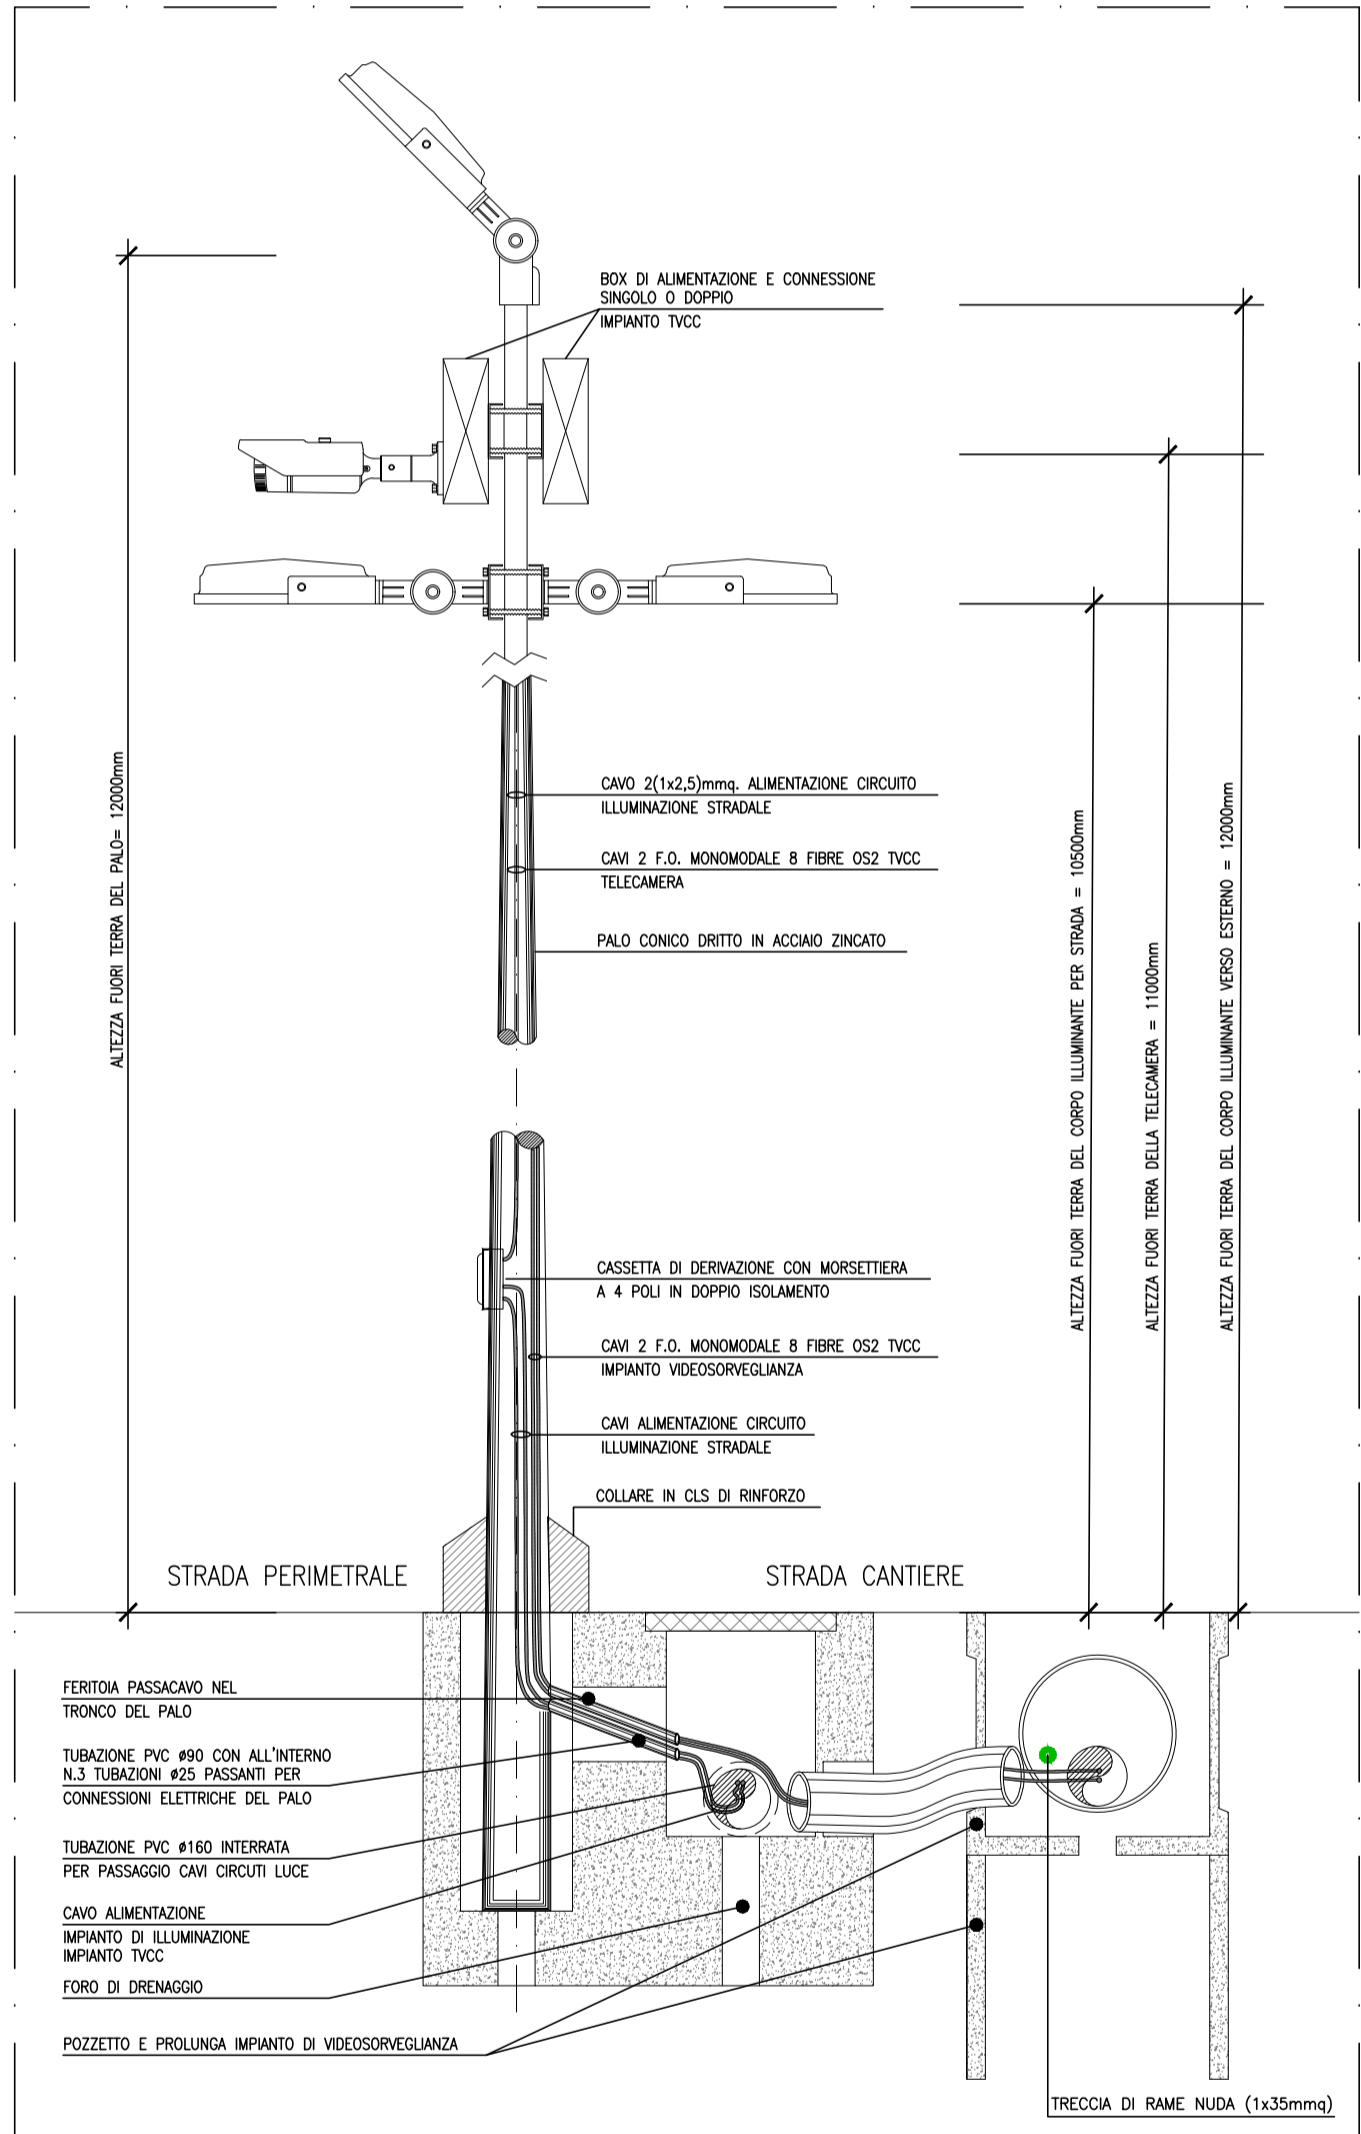 BOX DI ALIMENTAZIONE E CONNESSIONE
SINGOLO O DOPPIO
IMPIANTO TVCC
ALTEZZA FUORI TERRA DEL PALO= 12000mm
CAVO 2(1x2,5)mmq. ALIMENTAZIONE CIRCUITO
ILLUMINAZIONE STRADALE
CAVI 2 F.O. MONOMODALE 8 FIBRE OS2 TVCC
TELECAMERA
PALO CONICO DRITTO IN ACCIAIO ZINCATO
ALTEZZA FUORI TERRA DEL CORPO ILLUMINANTE PER STRADA = 10500mm
ALTEZZA FUORI TERRA DELLA TELECAMERA = 11000mm
ALTEZZA FUORI TERRA DEL CORPO ILLUMINANTE VERSO ESTERNO = 12000mm
CASSETTA DI DERIVAZIONE CON MORSETTIERA
A 4 POLI IN DOPPIO ISOLAMENTO
CAVI 2 F.O. MONOMODALE 8 FIBRE OS2 TVCC
IMPIANTO VIDEOSORVEGLIANZA
CAVI ALIMENTAZIONE CIRCUITO
ILLUMINAZIONE STRADALE
COLLARE IN CLS DI RINFORZO
STRADA PERIMETRALE
STRADA CANTIERE
FERITOIA PASSACAVO NEL
TRONCO DEL PALO
TUBAZIONE PVC ø90 CON ALL'INTERNO
N.3 TUBAZIONI ø25 PASSANTI PER
CONNESSIONI ELETTRICHE DEL PALO
TUBAZIONE PVC ø160 INTERRATA
PER PASSAGGIO CAVI CIRCUTI LUCE
CAVO ALIMENTAZIONE
IMPIANTO DI ILLUMINAZIONE
IMPIANTO TVCC
FORO DI DRENAGGIO
POZZETTO E PROLUNGA IMPIANTO DI VIDEOSORVEGLIANZA
TRECCIA DI RAME NUDA (1x35mmq)